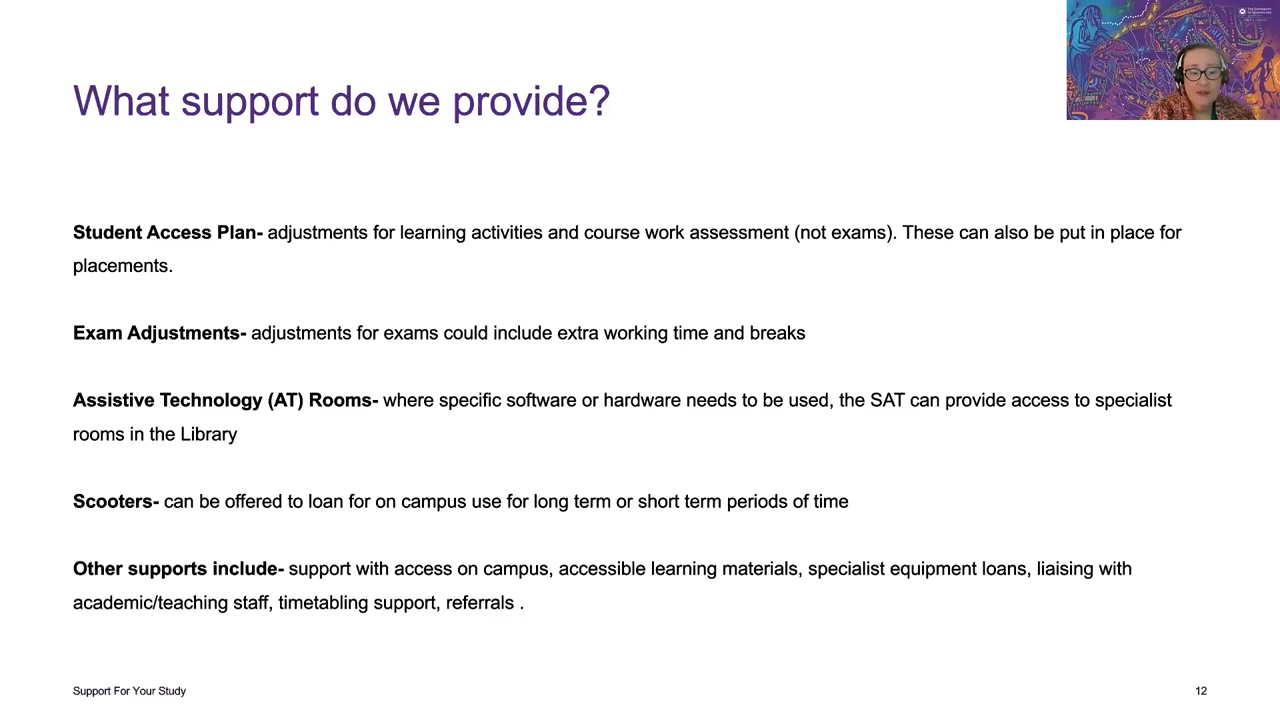 THE UNIVERSITY
OF QUEENSLAND
What support do we provide?
Student Access Plan- adjustments for learning activities and course work assessment (not exams). These can also be put in place for
placements.
Exam Adjustments- adjustments for exams could include extra working time and breaks
Assistive Technology (AT) Rooms- where specific software or hardware needs to be used, the SAT can provide access to specialist
rooms in the Library
Scooters- can be offered to loan for on campus use for long term or short term periods of time
Other supports include- support with access on campus, accessible learning materials, specialist equipment loans, liaising with
academic/teaching staff, timetabling support, referrals .
Support For Your Study
12